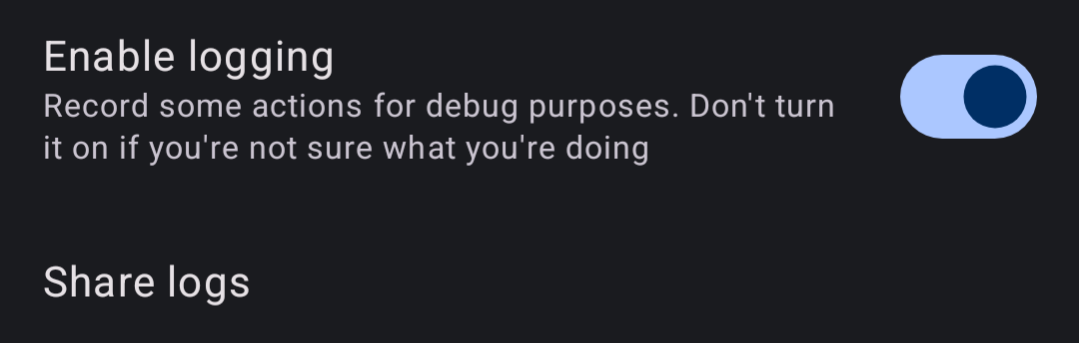 Enable logging
Record some actions for debug purposes. Don't turn
it on if you're not sure what you're doing
Share logs